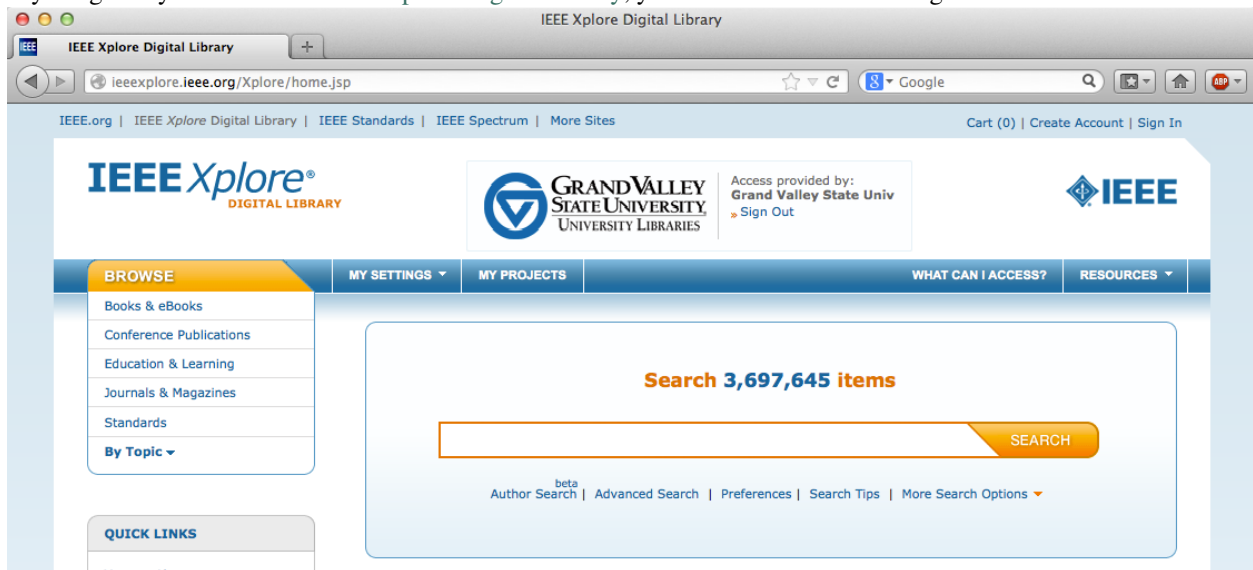 IEEE Xplore Digital Library
IEEE IEEE Xplore Digital Library +
ieeexplore.ieee.org/Xplore/home.jsp 8 Google ABP
IEEE.org | IEEE Xplore Digital Library | IEEE Standards | IEEE Spectrum | More Sites Cart (0) | Create Account | Sign In
IEEE Xplore®
DIGITAL LIBRARY
GRAND VALLEY
STATE UNIVERSITY
UNIVERSITY LIBRARIES
Access provided by:
Grand Valley State Univ
» Sign Out
IEEE
BROWSE MY SETTINGS MY PROJECTS WHAT CAN I ACCESS? RESOURCES
Books & eBooks
Conference Publications
Education & Learning
Journals & Magazines
Standards
By Topic
Search 3,697,645 items
SEARCH
beta
Author Search | Advanced Search | Preferences | Search Tips | More Search Options
QUICK LINKS